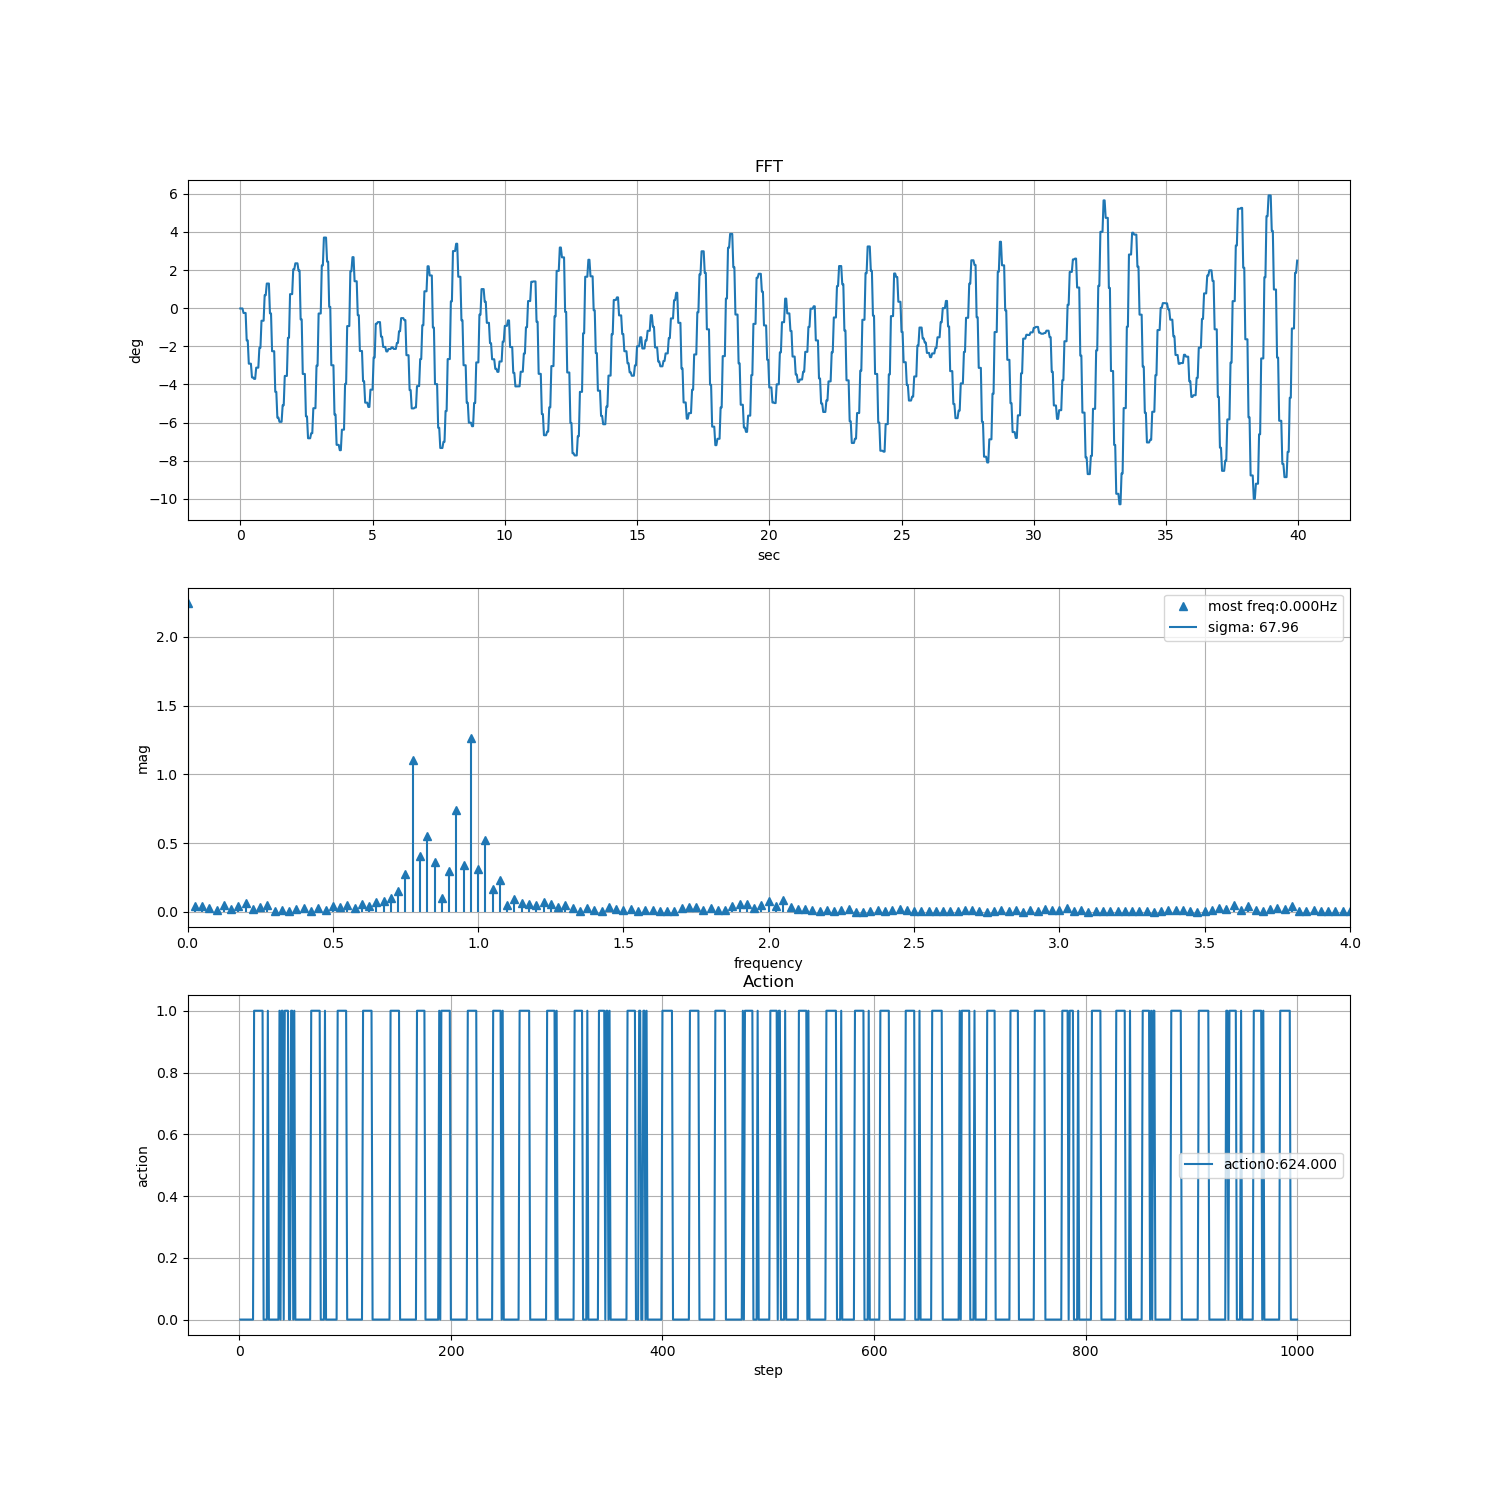 FFT
6
4
2
0
−2
−4
−6
−8
−10
deg
0 5 10 15 20 25 30 35 40
sec
most freq:0.000Hz
sigma: 67.96
2.0
1.5
1.0
0.5
0.0
mag
0.0 0.5 1.0 1.5 2.0 2.5 3.0 3.5 4.0
frequency
Action
1.0
0.8
0.6
0.4
0.2
0.0
action
action0:624.000
0 200 400 600 800 1000
step